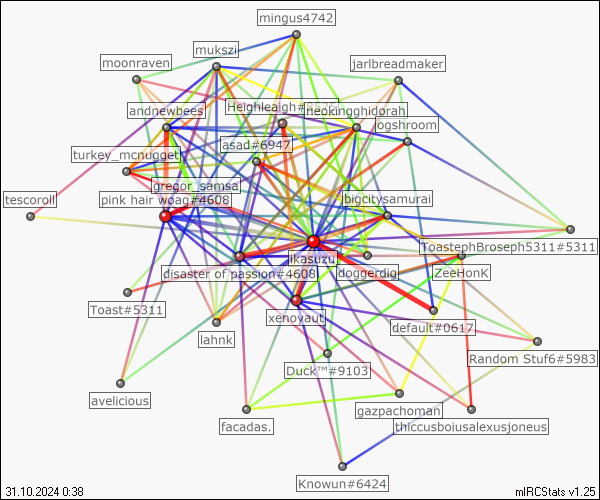 mingus4742
mukszi
moonraven
jarlbreadmaker
andnewbees
neokingghidorah
ogshroom
asad#6947
turkey_mcnugget
gregor_samsa
tescoroll
pink hair woag#4608
bigcitysamurai
ToastephBroseph5311#5311
ikasuzu
disaster of passion#4608
doggerdig
ZeeHonK
Toast#5311
xenoyaut
default#0617
lahnk
Random Stuf6#5983
Duck™#9103
avelicious
gazpachoman
facadas.
thiccusboiusalexusjoneus
Knowun#6424
31.10.2024 0:38
mIRCStats v1.25